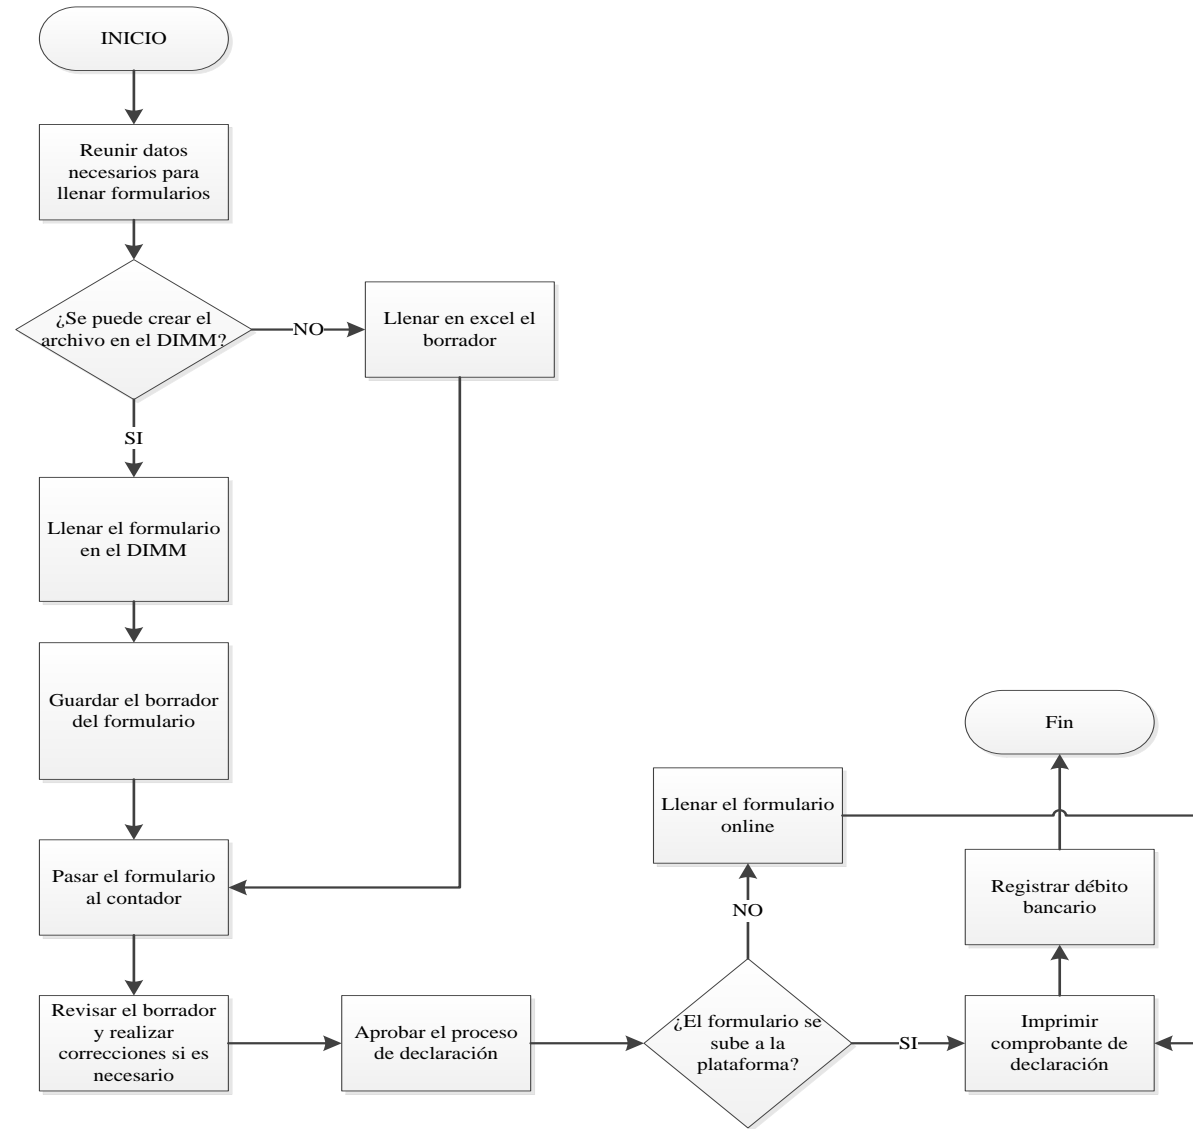 INICIO
Reunir datos
necesarios para
llenar formularios
¿Se puede crear el
archivo en el DIMM?
NO
Llenar en excel el
borrador
SI
Llenar el formulario
en el DIMM
Guardar el borrador
del formulario
Pasar el formulario
al contador
Revisar el borrador
y realizar
correcciones si es
necesario
Aprobar el proceso
de declaración
¿El formulario se
sube a la
plataforma?
NO
Llenar el formulario
online
SI
Imprimir
comprobante de
declaración
Registrar débito
bancario
Fin